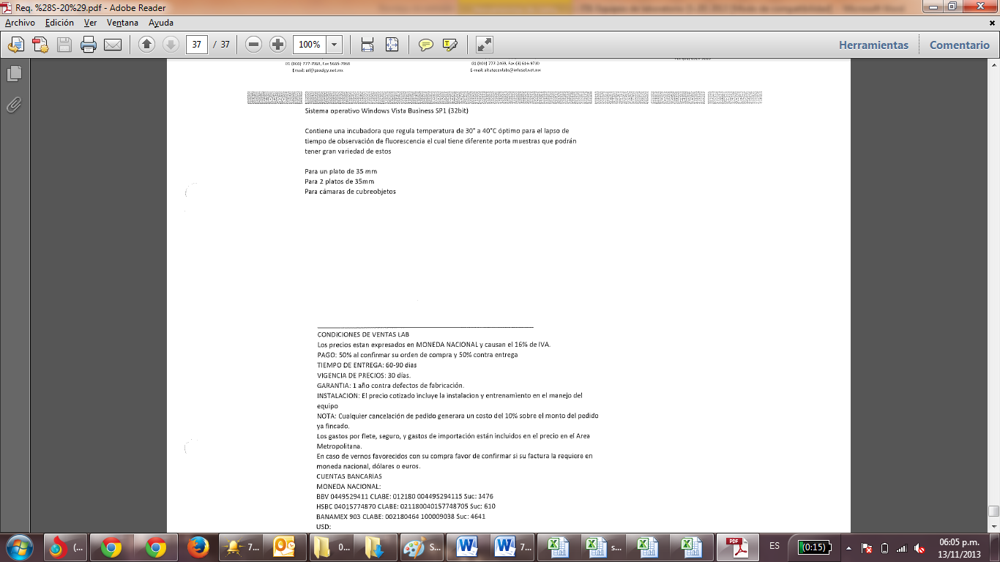 Req. %28S-20 %29.pdf - Adobe Reader
Archivo Edición Ver Ventana Ayuda
37 / 37 100% Herramientas Comentario
01 (800) 777-7968, Fax 5665-7968 01 (800) 777-2469, Fax (3) 616-9730
Email: atl@prodigy.net.mx E-mail: altatecenlabs@infosel.net.mx
Sistema operativo Windows Vista Business SP1 (32bit)
Contiene una incubadora que regula temperatura de 30° a 40°C óptimo para el lapso de
tiempo de observación de fluorescencia el cual tiene diferente porta muestras que podrán
tener gran variedad de estos
Para un plato de 35 mm
Para 2 platos de 35mm
Para cámaras de cubreobjetos
CONDICIONES DE VENTAS LAB
Los precios estan expresados en MONEDA NACIONAL y causan el 16% de IVA.
PAGO: 50% al confirmar su orden de compra y 50% contra entrega
TIEMPO DE ENTREGA: 60-90 dias
VIGENCIA DE PRECIOS: 30 días.
GARANTIA: 1 año contra defectos de fabricación.
INSTALACION: El precio cotizado incluye la instalacion y entrenamiento en el manejo del
equipo
NOTA: Cualquier cancelación de pedido generara un costo del 10% sobre el monto del pedido
ya fincado.
Los gastos por flete, seguro, y gastos de importación están incluidos en el precio en el Area
Metropolitana.
En caso de vernos favorecidos con su compra favor de confirmar si su factura la requiere en
moneda nacional, dólares o euros.
CUENTAS BANCARIAS
MONEDA NACIONAL:
BBV 0449529411 CLABE: 012180 004495294115 Suc: 3476
HSBC 04015774870 CLABE: 021180040157748705 Suc: 610
BANAMEX 903 CLABE: 002180464 100009038 Suc: 4641
USD:
(... 7... 0... S... 7... s... ES (0:15) 06:05 p.m.
13/11/2013